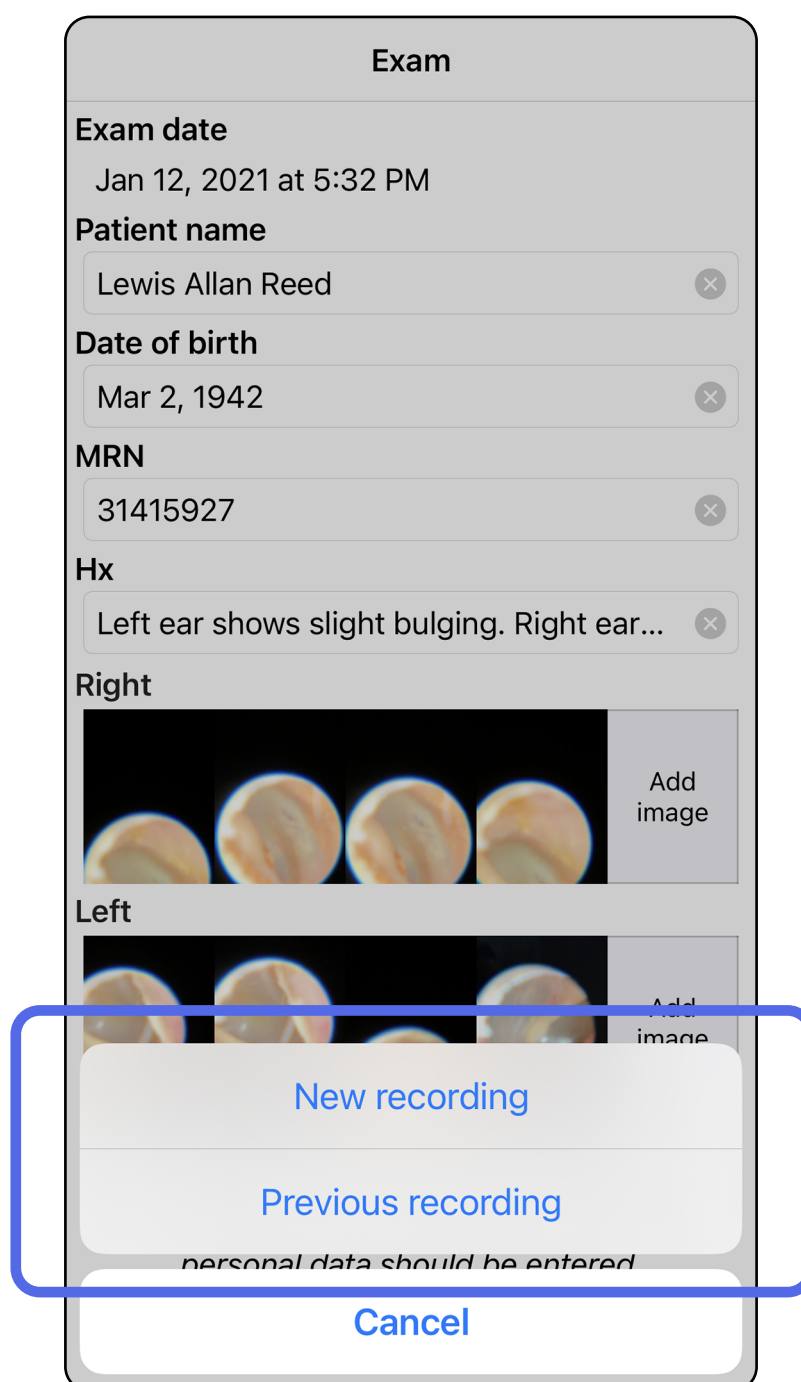 Exam
Exam date
Jan 12, 2021 at 5:32 PM
Patient name
Lewis Allan Reed
Date of birth
Mar 2, 1942
MRN
31415927
Hx
Left ear shows slight bulging. Right ear...
Right
Add
image
Left
Add
image
New recording
Previous recording
personal data should be entered
Cancel